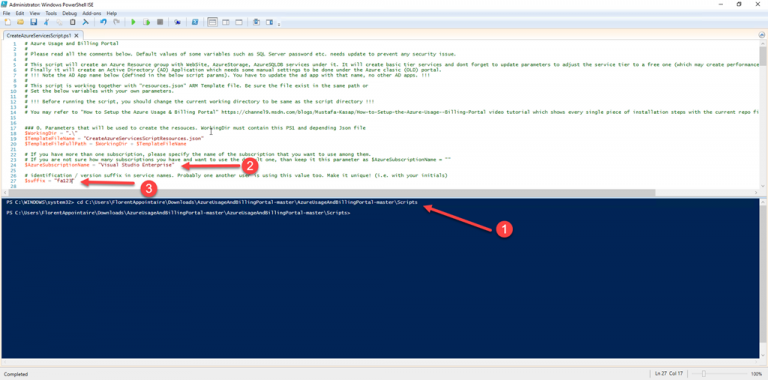 Administrator: Windows PowerShell ISE
File Edit View Tools Debug Add-ons Help
CreateAzureServicesScript.ps1 X
1 # Azure Usage and Billing Portal
2 #
3 # Please read all the comments below. Default values of some variables such as SQL Server password etc. needs update to prevent any security issue.
4 #
5 # This script will create an Azure Resource group with WebSite, AzureStorage, AzureSQLDB services under it. It will create basic tier services and dont forget to update parameters to adjust the service tier to a free one (which may create performance
6 # Finally it will create an Active Directory (AD) Application which needs some manual settings to be done under the Azure clasic (OLD) portal.
7 # !!! Note the AD App name below (defined in the below script params). You have to update the ad app with that name, no other AD apps. !!!
8 #
9 # This script is working together with "resources.json" ARM Template file. Be sure the file exist in the same path or
10 # Set the below variables with your own parameters.
11 #
12 # !!! Before running the script, you should change the current working directory to be same as the script directory !!!
13 #
14 # You may refer to "How to Setup the Azure Usage & Billing Portal" https://channel9.msdn.com/blogs/Mustafa-Kasap/How-to-Setup-the-Azure-Usage--Billing-Portal video tutorial which shows every single piece of installation steps with the current repo fi
15
16
17 ### 0. Parameters that will be used to create the resouces. WorkingDir must contain this PS1 and depending Json file
18 $WorkingDir = ".\"
19 $TemplateFileName = "CreateAzureServicesScriptResources.json"
20 $TemplateFileFullPath = $WorkingDir + $TemplateFileName
21
22 # If you have more than one subscription, please specify the name of the subscription that you want to use among them.
23 # If you are not sure how many subscriptions you have and want to use the default one, than keep it this parameter as $AzureSubscriptionName = ""
24 $AzureSubscriptionName = "Visual Studio Enterprise"
2
25
26 # Identification / version suffix in service names. Probably one another user is using this value too. Make it unique! (i.e. with your initials)
27 $suffix = "fa123"
3
28
PS C:\WINDOWS\system32> cd C:\Users\FlorentAppointaire\Downloads\AzureUsageAndBillingPortal-master\AzureUsageAndBillingPortal-master\Scripts
1
PS C:\Users\FlorentAppointaire\Downloads\AzureUsageAndBillingPortal-master\AzureUsageAndBillingPortal-master\Scripts>
Completed Ln 27 Col 17 100%